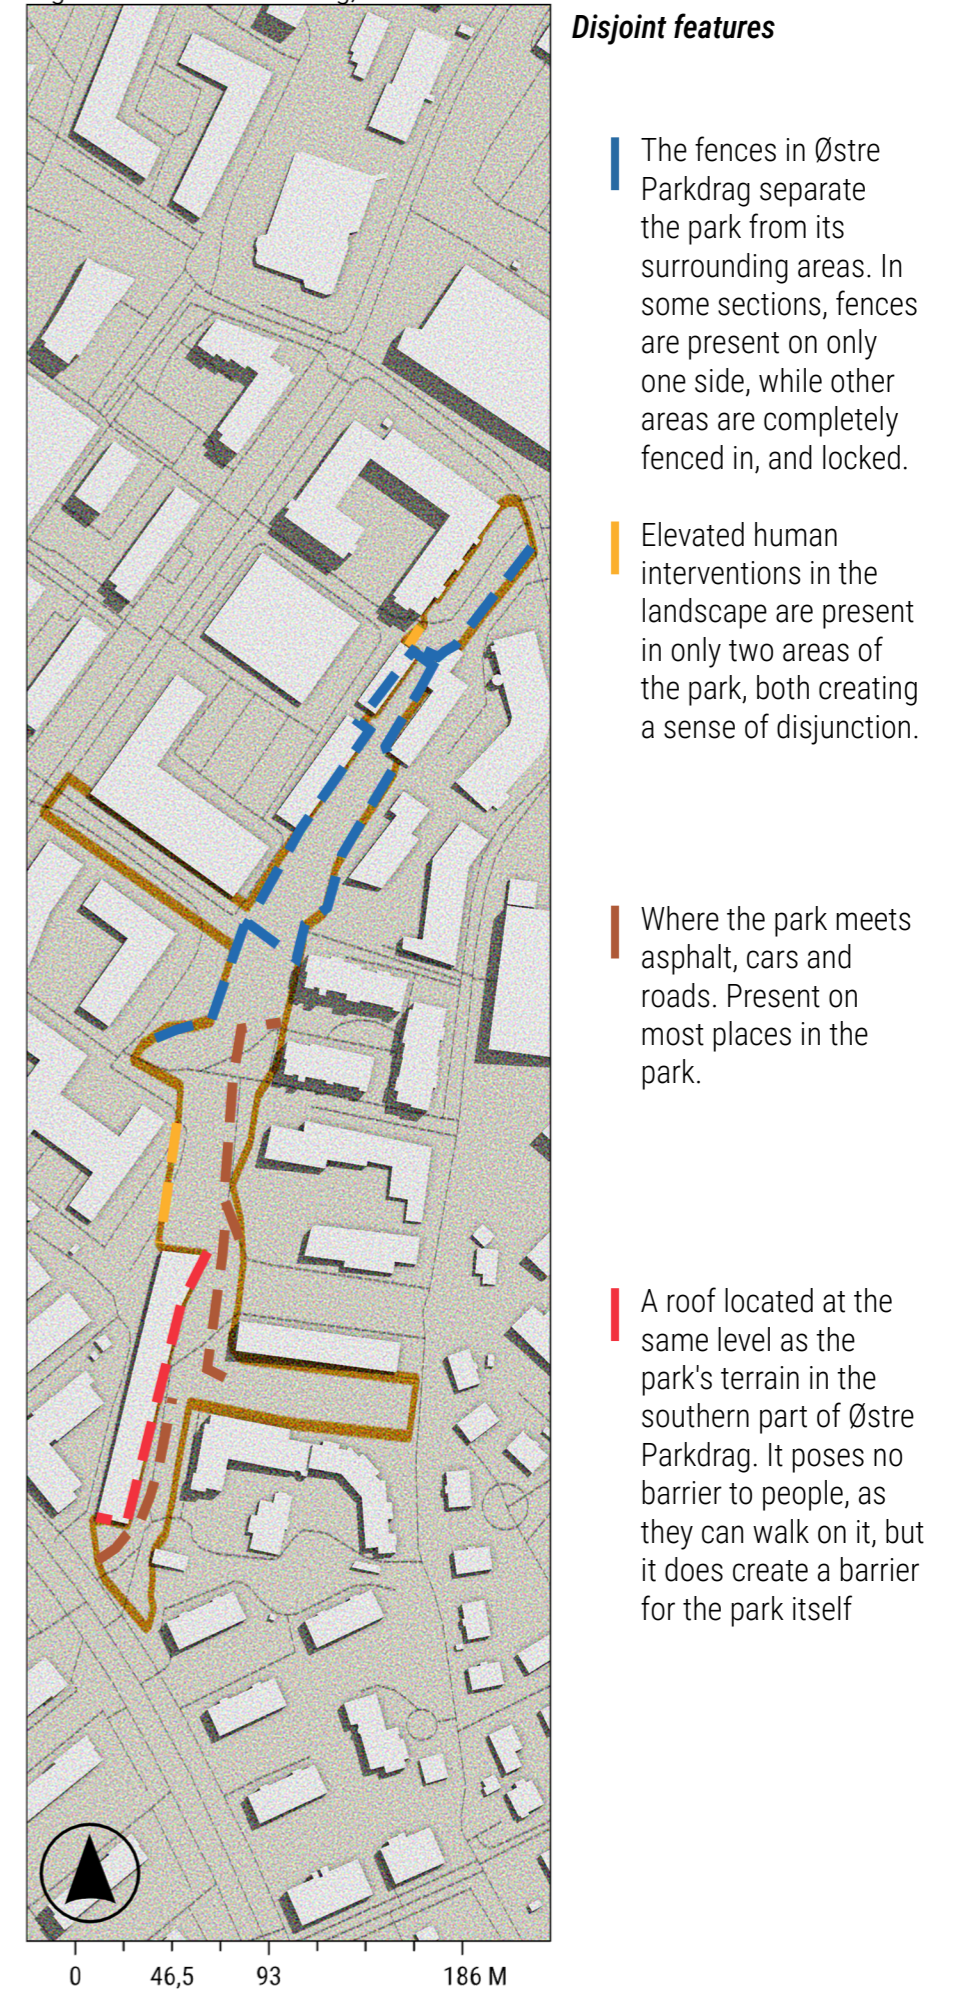 Disjoint features
The fences in Østre
Parkdrag separate
the park from its
surrounding areas. In
some sections, fences
are present on only
one side, while other
areas are completely
fenced in, and locked.
Elevated human
interventions in the
landscape are present
in only two areas of
the park, both creating
a sense of disjunction.
Where the park meets
asphalt, cars and
roads. Present on
most places in the
park.
A roof located at the
same level as the
park's terrain in the
southern part of Østre
Parkdrag. It poses no
barrier to people, as
they can walk on it, but
it does create a barrier
for the park itself
0 46,5 93 186 M